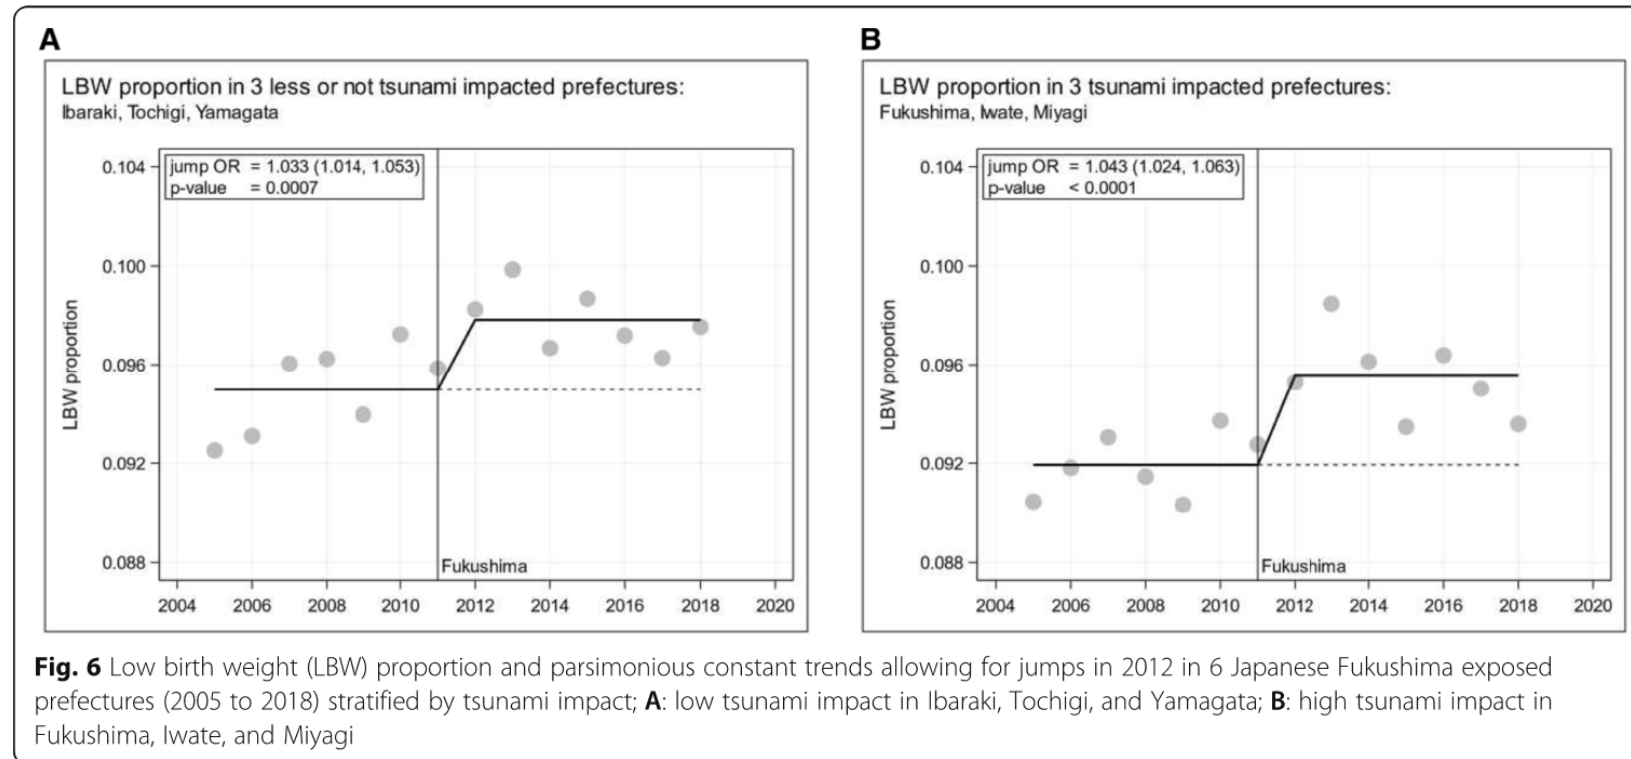 A
LBW proportion in 3 less or not tsunami impacted prefectures:
Ibaraki, Tochigi, Yamagata
jump OR = 1.033 (1.014, 1.053)
p-value = 0.0007
0.104
0.100
0.096
0.092
0.088
LBW proportion
Fukushima
2004 2006 2008 2010 2012 2014 2016 2018 2020
B
LBW proportion in 3 tsunami impacted prefectures:
Fukushima, Iwate, Miyagi
jump OR = 1.043 (1.024, 1.063)
p-value < 0.0001
0.104
0.100
0.096
0.092
0.088
LBW proportion
Fukushima
2004 2006 2008 2010 2012 2014 2016 2018 2020
Fig. 6 Low birth weight (LBW) proportion and parsimonious constant trends allowing for jumps in 2012 in 6 Japanese Fukushima exposed
prefectures (2005 to 2018) stratified by tsunami impact; A: low tsunami impact in Ibaraki, Tochigi, and Yamagata; B: high tsunami impact in
Fukushima, Iwate, and Miyagi